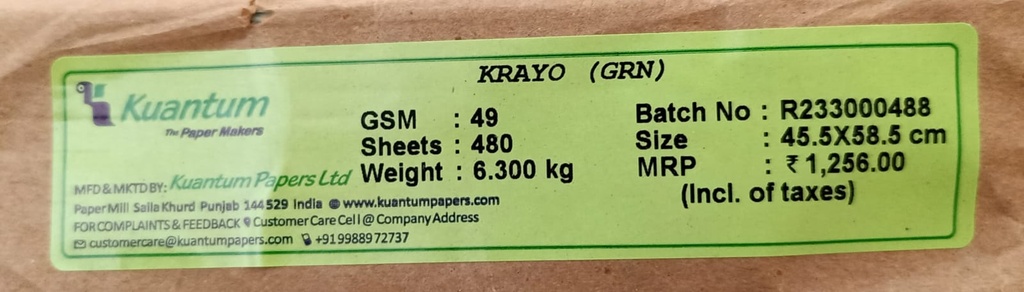 KRAYO (GRN)
Kuantum
The Paper Makers
GSM : 49
Sheets : 480
Weight : 6.300 kg
Batch No : R233000488
Size : 45.5X58.5 cm
MRP : ₹ 1,256.00
(Incl. of taxes)
MFD & MKTD BY: Kuantum Papers Ltd
Paper Mill Saila Khurd Punjab 144529 India www.kuantumpapers.com
FOR COMPLAINTS & FEEDBACK Customer Care Cell @ Company Address
customercare@kuantumpapers.com +919988972737